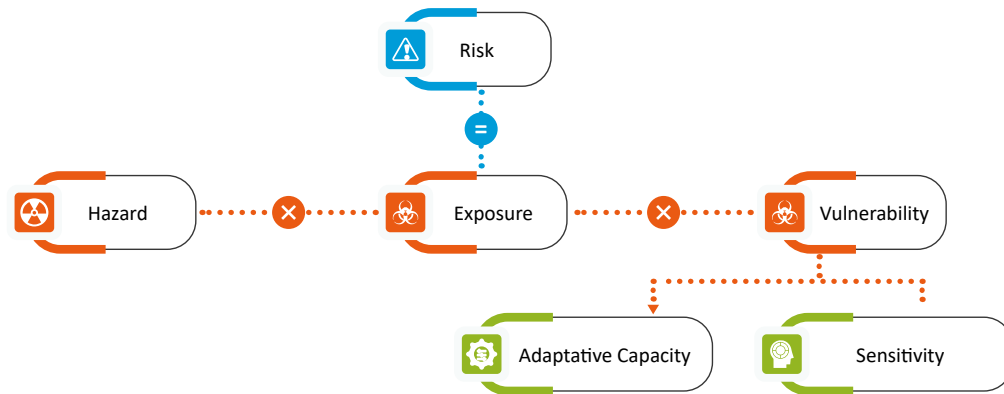 Risk
=
Hazard
×
Exposure
×
Vulnerability
Adaptative Capacity
Sensitivity